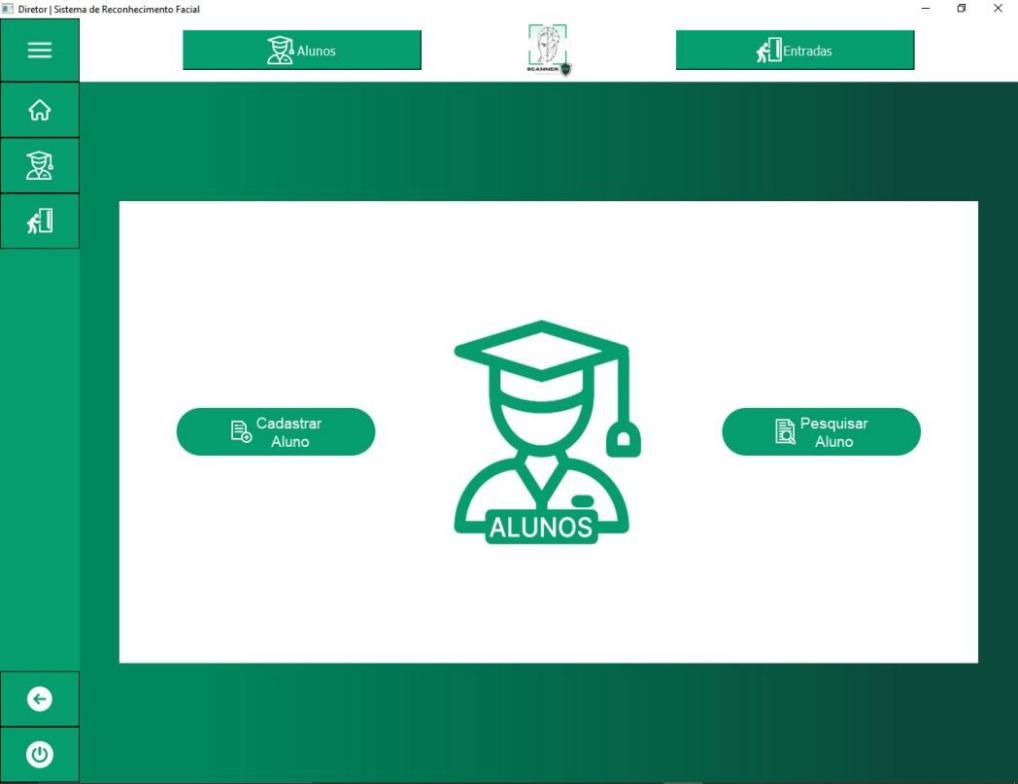 Diretor | Sistema de Reconhecimento Facial
Alunos
SCANNER
Entradas
Cadastrar
Aluno
Pesquisar
Aluno
ALUNOS